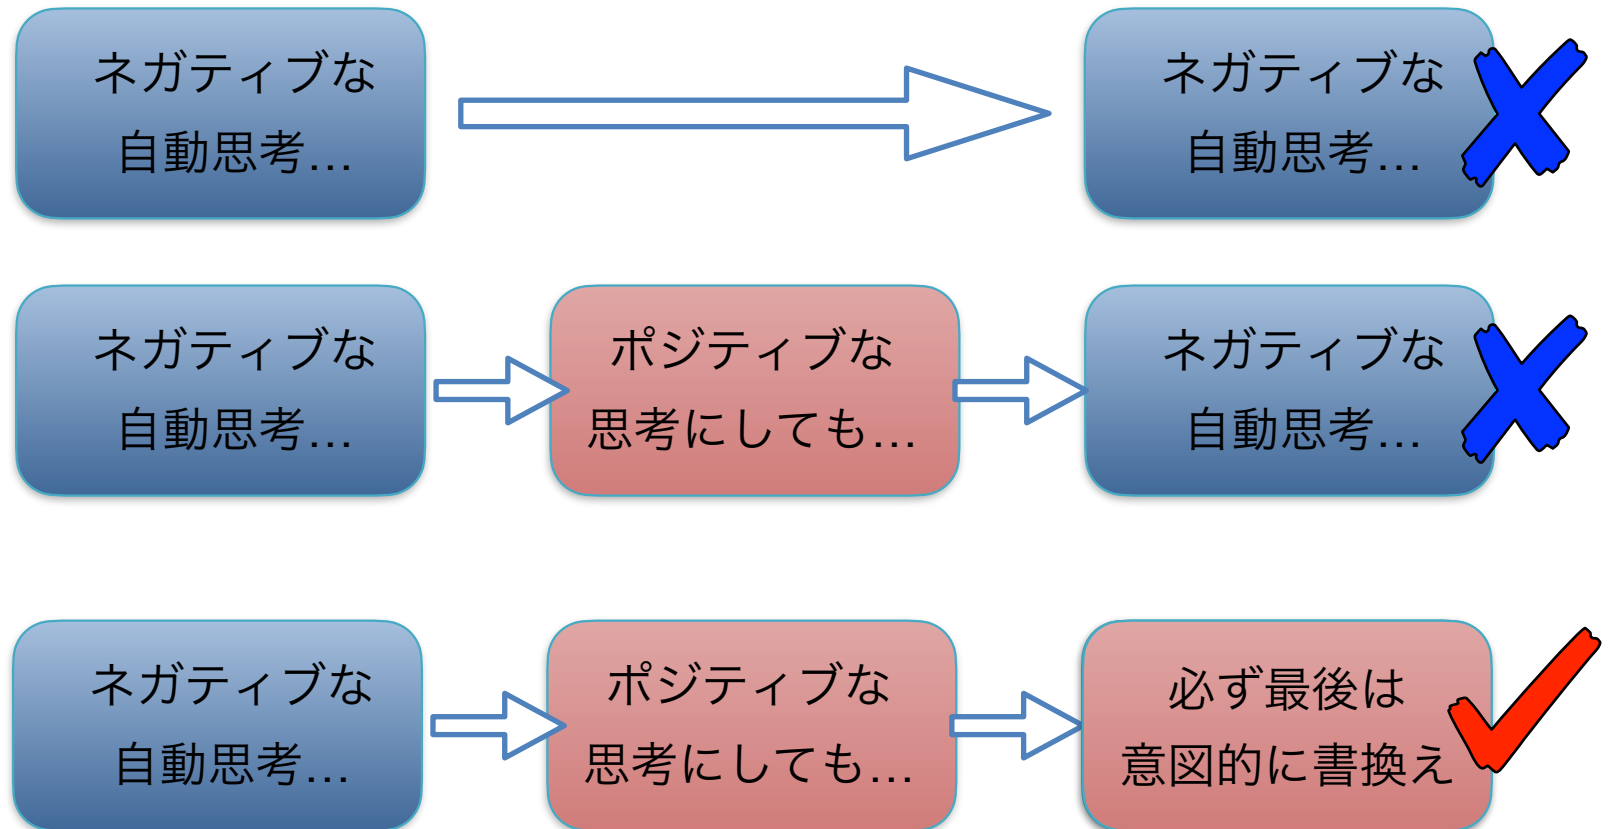 ネガティブな
自動思考…
ネガティブな
自動思考…
ネガティブな
自動思考…
ポジティブな
思考にしても…
ネガティブな
自動思考…
ネガティブな
自動思考…
ポジティブな
思考にしても…
必ず最後は
意図的に書換え